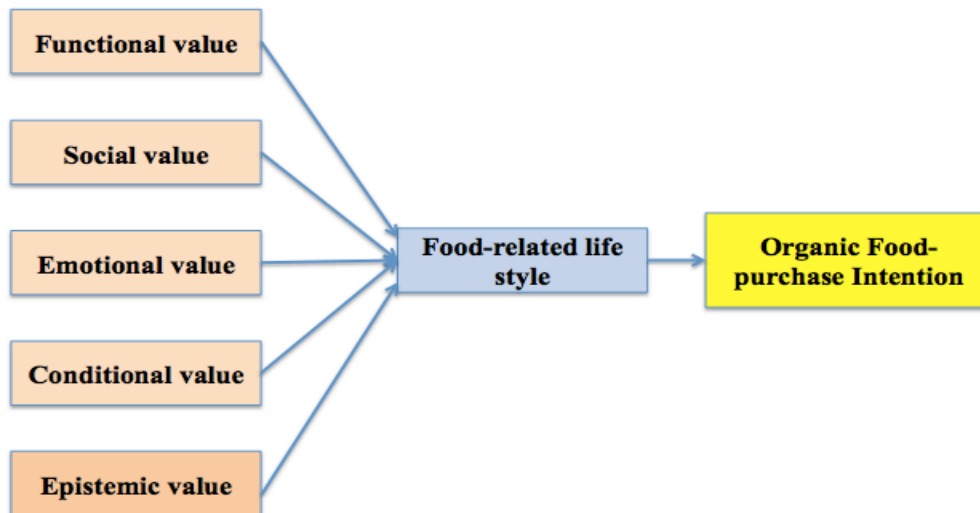 Functional value
Social value
Emotional value
Conditional value
Epistemic value
Food-related life
style
Organic Food-
purchase Intention